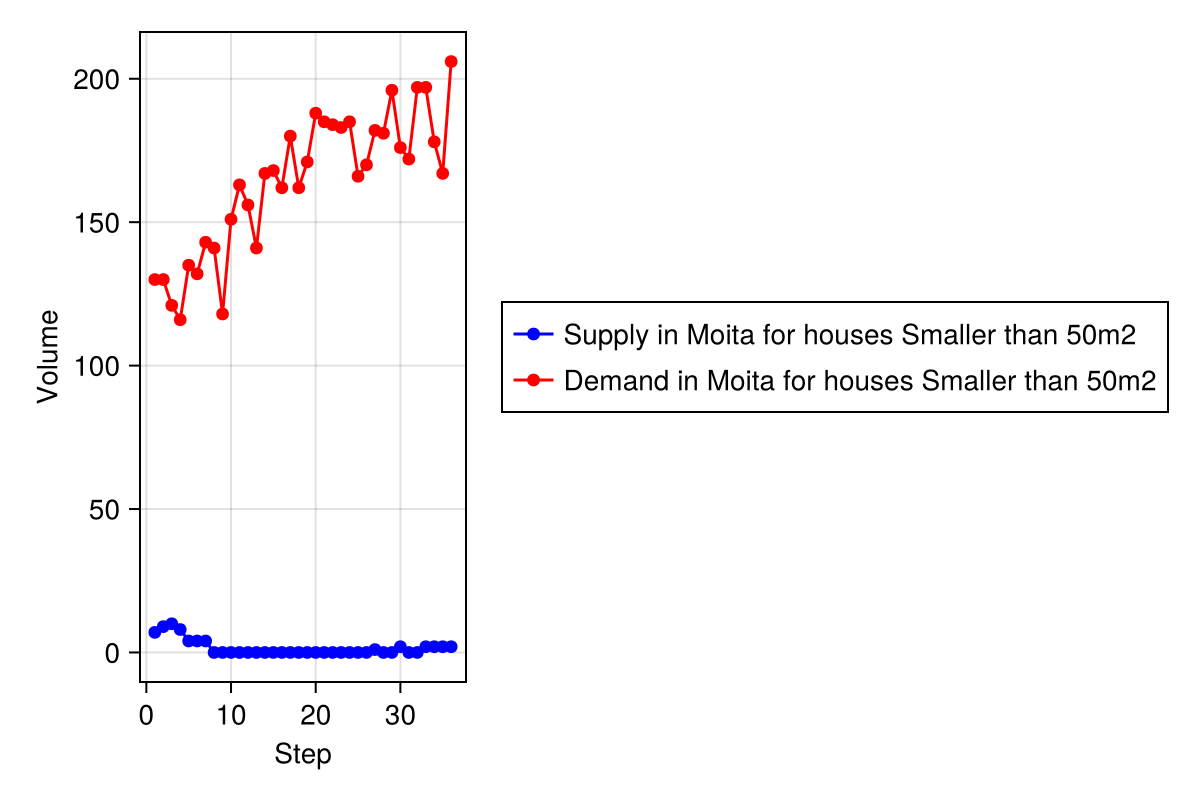 200
150
100
50
0
Volume
0 10 20 30
Step
Supply in Moita for houses Smaller than 50m2
Demand in Moita for houses Smaller than 50m2